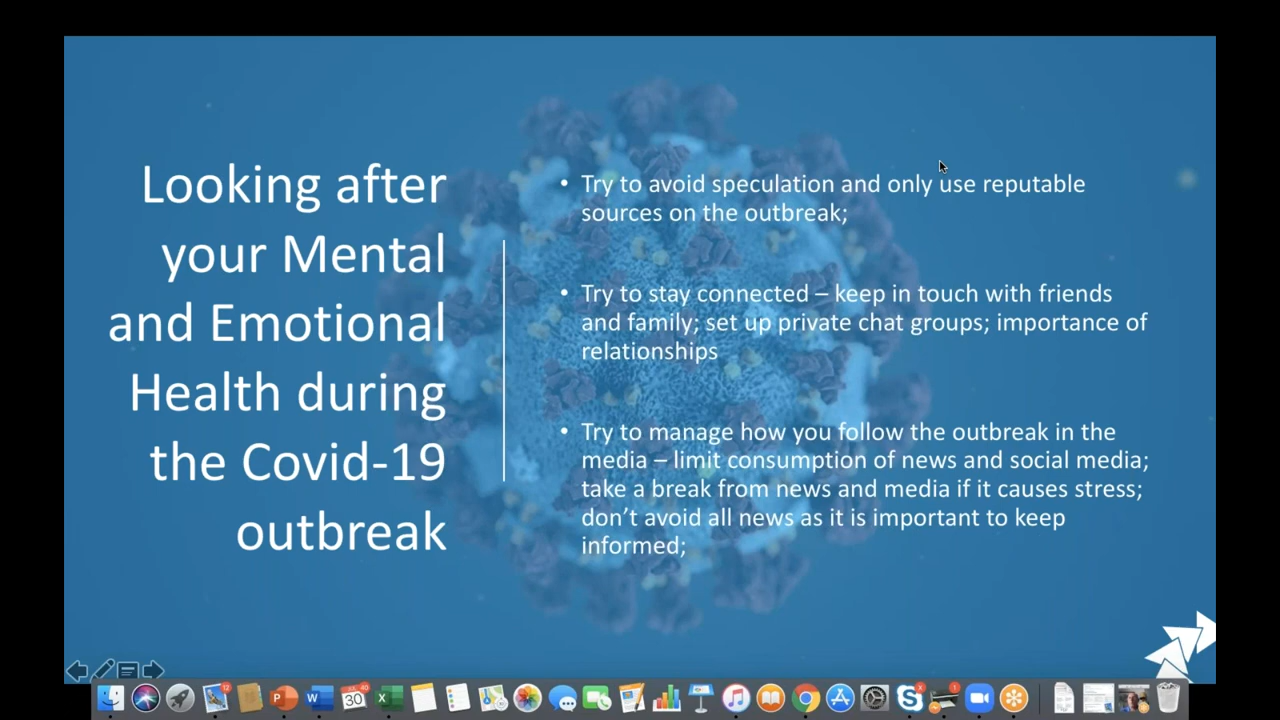 Looking after
your Mental
and Emotional
Health during
the Covid-19
outbreak
• Try to avoid speculation and only use reputable
sources on the outbreak;
• Try to stay connected – keep in touch with friends
and family; set up private chat groups; importance of
relationships
• Try to manage how you follow the outbreak in the
media – limit consumption of news and social media;
take a break from news and media if it causes stress;
don’t avoid all news as it is important to keep
informed;
30